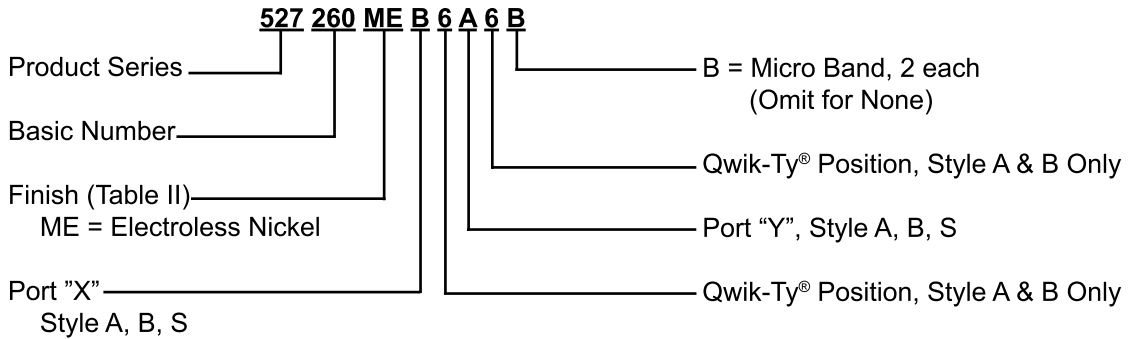 527 260 ME B 6 A 6 B
Product Series
Basic Number
Finish (Table II)
ME = Electroless Nickel
Port ”X”
Style A, B, S
B = Micro Band, 2 each
(Omit for None)
Qwik-Ty® Position, Style A & B Only
Port “Y”, Style A, B, S
Qwik-Ty® Position, Style A & B Only